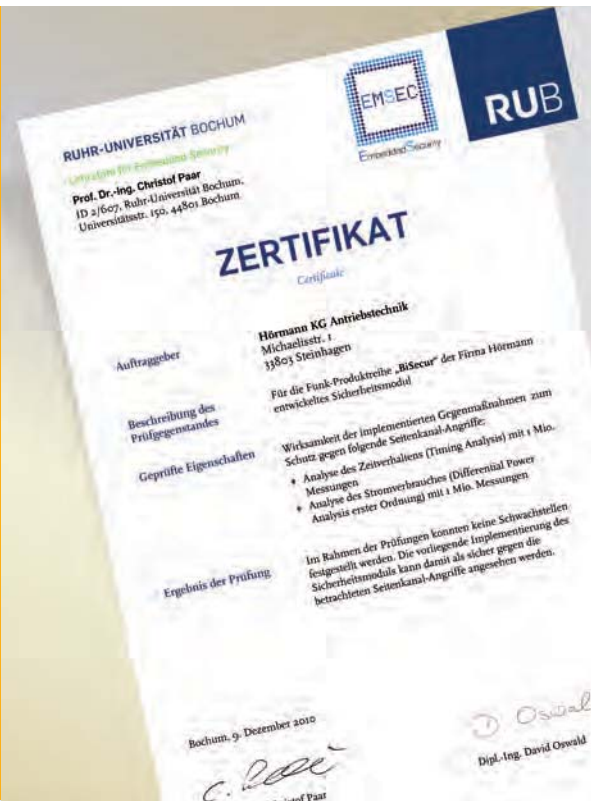 RUHR-UNIVERSITÄT BOCHUM
Lehrstuhl für Embedded Security
Prof. Dr.-Ing. Christof Paar
ID 2/607, Ruhr-Universität Bochum,
Universitätsstr. 150, 44801 Bochum
EMSEC
Embedded Security
RUB
ZERTIFIKAT
Certificate
Auftraggeber
Hörmann KG Antriebstechnik
Michaelisstr. 1
33803 Steinhagen
Beschreibung des
Prüfgegenstandes
Für die Funk-Produktreihe „BiSecur" der Firma Hörmann
entwickeltes Sicherheitsmodul
Geprüfte Eigenschaften
Wirksamkeit der implementierten Gegenmaßnahmen zum
Schutz gegen folgende Seitenkanal-Angriffe:
♦ Analyse des Zeitverhaltens (Timing Analysis) mit 1 Mio.
Messungen
♦ Analyse des Stromverbrauches (Differential Power
Analysis erster Ordnung) mit 1 Mio. Messungen
Ergebnis der Prüfung
Im Rahmen der Prüfungen konnten keine Schwachstellen
festgestellt werden. Die vorliegende Implementierung des
Sicherheitsmoduls kann damit als sicher gegen die
betrachteten Seitenkanal-Angriffe angesehen werden.
Bochum, 9. Dezember 2010
D. Oswal
Dipl.-Ing. David Oswald
Paar